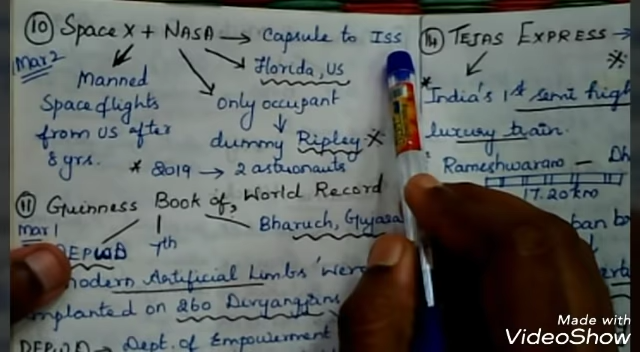 ⑩ Space X + NASA → Capsule to ISS
Mar 2
Florida, US
Manned
Spaceflights
from US after
8 yrs.
only occupant
dummy Ripley
* 2019 → 2 astronauts
⑪ Guinness Book of, World Record
Mar 1
DEPWD 7th
Bharuch,
modern Artificial Limbs were
implanted on 260 Divyangjans
→ Dept. of Empowerment
⑭ TEJAS EXPRESS →
* India's 1st semi high
luxury train.
Rameshwaram —
17.20 km
Made with
VideoShow